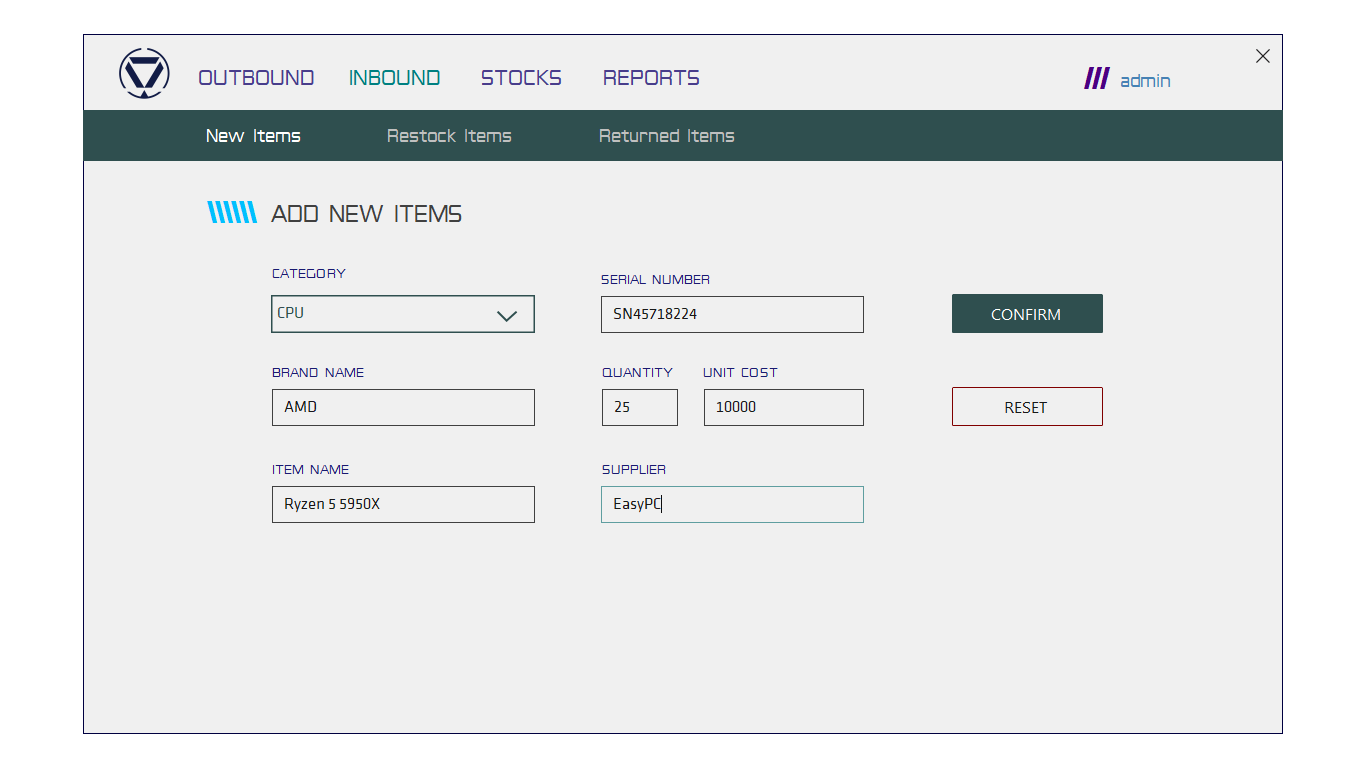 OUTBOUND INBOUND STOCKS REPORTS admin
New Items Restock Items Returned Items
ADD NEW ITEMS
CATEGORY SERIAL NUMBER
CPU SN45718224 CONFIRM
BRAND NAME QUANTITY UNIT COST
AMD 25 10000 RESET
ITEM NAME SUPPLIER
Ryzen 5 5950X EasyPC